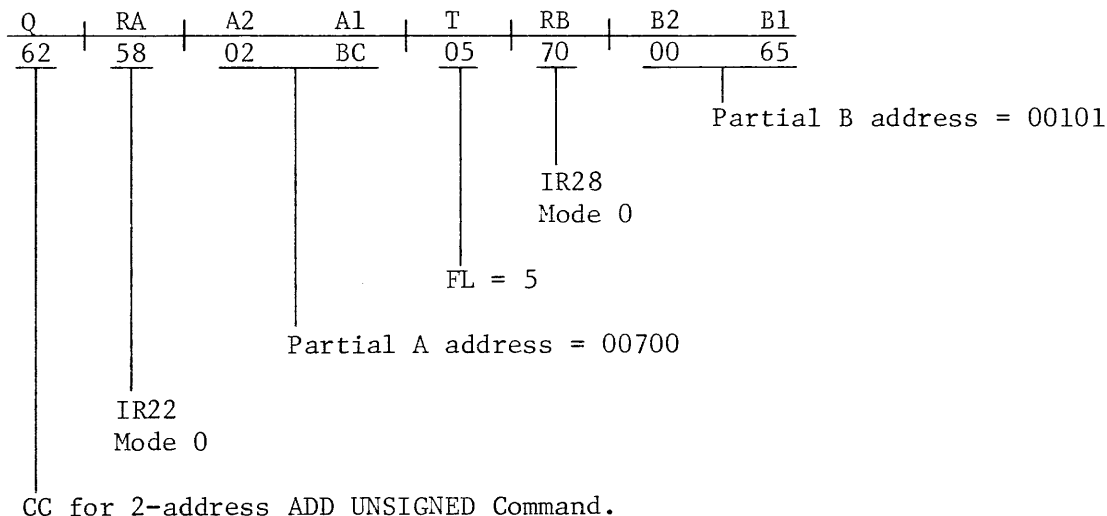 Q RA A2 A1 T RB B2 B1
62 58 02 BC 05 70 00 65
Partial B address = 00101
IR28
Mode 0
FL = 5
Partial A address = 00700
IR22
Mode 0
CC for 2-address ADD UNSIGNED Command.